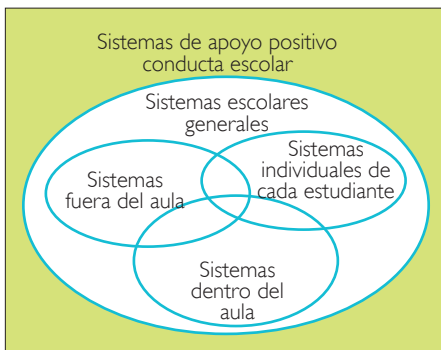 Sistemas de apoyo positivo
conducta escolar
Sistemas escolares
generales
Sistemas
individuales de
cada estudiante
Sistemas
fuera del aula
Sistemas
dentro del
aula